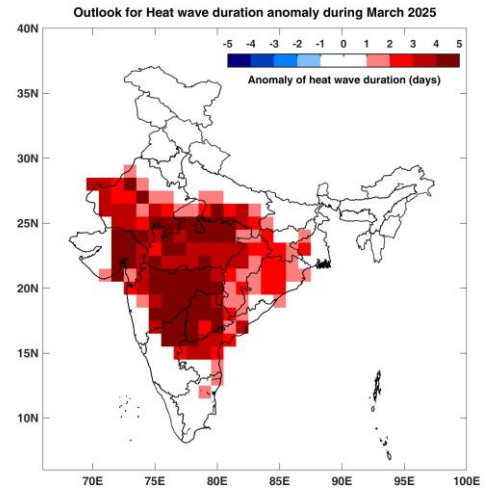 Outlook for Heat wave duration anomaly during March 2025
40N
-5 -4 -3 -2 -1 0 1 2 3 4 5
Anomaly of heat wave duration (days)
35N
30N
25N
20N
15N
10N
70E 75E 80E 85E 90E 95E 100E